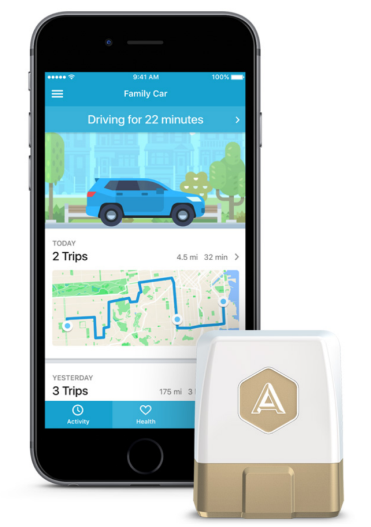 9:41 AM
100%
Family Car
Driving for 22 minutes
TODAY
2 Trips
4.5 mi 32 min
YESTERDAY
3 Trips
175 mi 3
Activity
Health
A